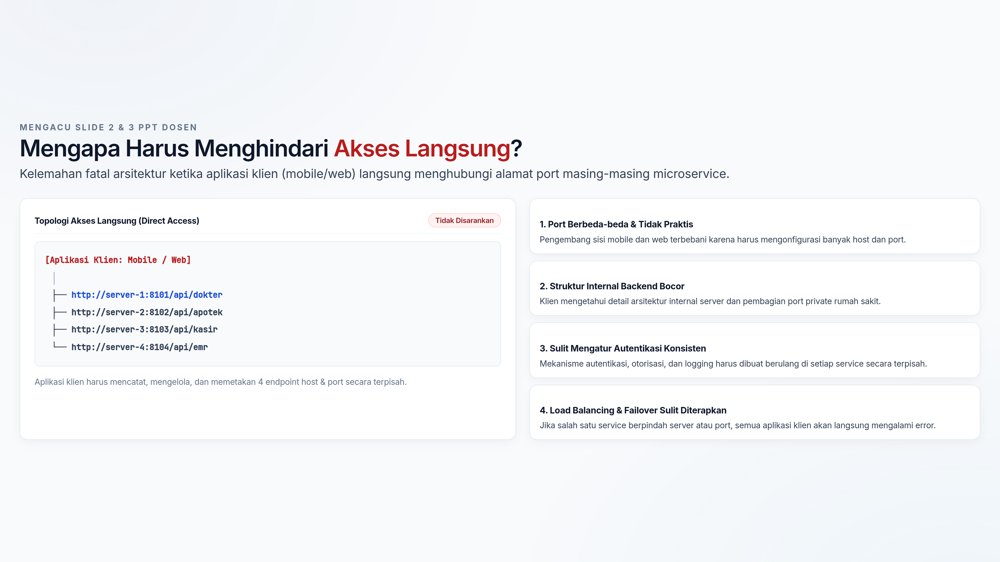 MENGACU SLIDE 2 & 3 PPT DOSEN
Mengapa Harus Menghindari Akses Langsung?
Kelemahan fatal arsitektur ketika aplikasi klien (mobile/web) langsung menghubungi alamat port masing-masing microservice.
Topologi Akses Langsung (Direct Access)
Tidak Disarankan
[Aplikasi Klien: Mobile / Web]
│
├── http://server-1:8101/api/dokter
├── http://server-2:8102/api/apotek
├── http://server-3:8103/api/kasir
└── http://server-4:8104/api/emr
Aplikasi klien harus mencatat, mengelola, dan memetakan 4 endpoint host & port secara terpisah.
1. Port Berbeda-beda & Tidak Praktis
Pengembang sisi mobile dan web terbebani karena harus mengonfigurasi banyak host dan port.
2. Struktur Internal Backend Bocor
Klien mengetahui detail arsitektur internal server dan pembagian port private rumah sakit.
3. Sulit Mengatur Autentikasi Konsisten
Mekanisme autentikasi, otorisasi, dan logging harus dibuat berulang di setiap service secara terpisah.
4. Load Balancing & Failover Sulit Diterapkan
Jika salah satu service berpindah server atau port, semua aplikasi klien akan langsung mengalami error.